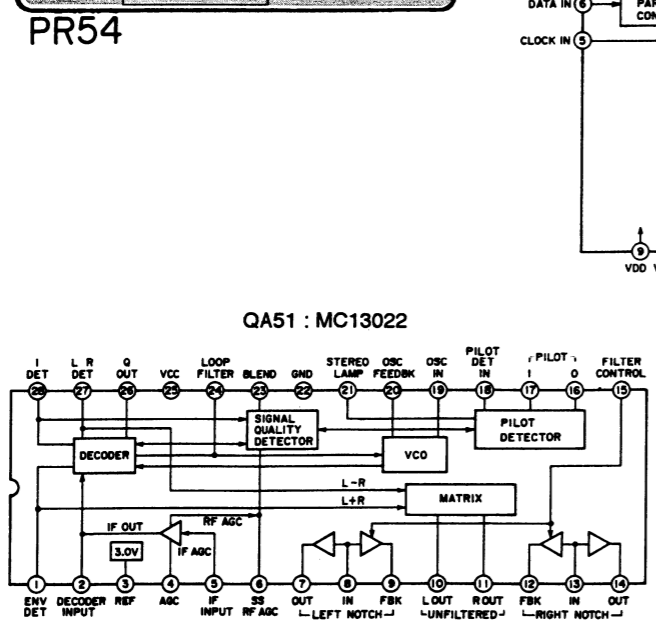 PR54
DATA IN 6
PAR
CON
CLOCK IN 5
9
VDD V
QA51 : MC13022
I DET
L R DET
Q OUT
VCC
LOOP FILTER
BLEND
GND
STEREO LAMP
OSC FEEDBK
OSC IN
PILOT DET IN
PILOT
I
O
FILTER CONTROL
28 27 26 25 24 23 22 21 20 19 18 17 16 15
SIGNAL QUALITY DETECTOR
PILOT DETECTOR
DECODER
VCO
L-R
L+R
MATRIX
RF AGC
IF OUT
IF AGC
3.0V
1 2 3 4 5 6 7 8 9 10 11 12 13 14
ENV DET
DECODER INPUT
REF
AGC
IF INPUT
SS RF AGC
OUT IN FBK
LEFT NOTCH
L OUT R OUT
UNFILTERED
FBK IN OUT
RIGHT NOTCH